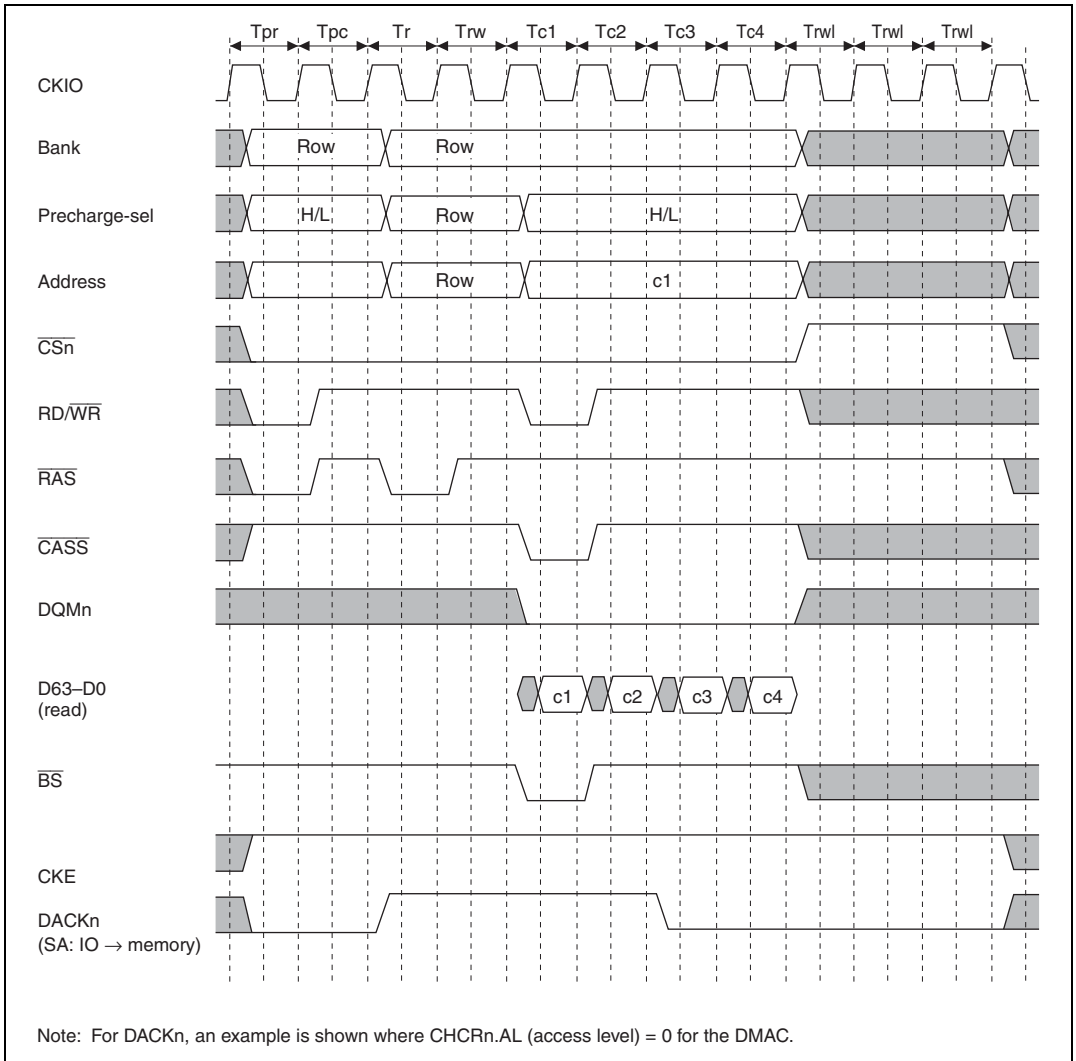 Tpr Tpc Tr Trw Tc1 Tc2 Tc3 Tc4 Trwl Trwl Trwl
CKIO
Bank Row Row
Precharge-sel H/L Row H/L
Address Row c1
CSn
RD/WR
RAS
CASS
DQMn
D63–D0
(read)
c1 c2 c3 c4
BS
CKE
DACKn
(SA: IO → memory)
Note: For DACKn, an example is shown where CHCRn.AL (access level) = 0 for the DMAC.